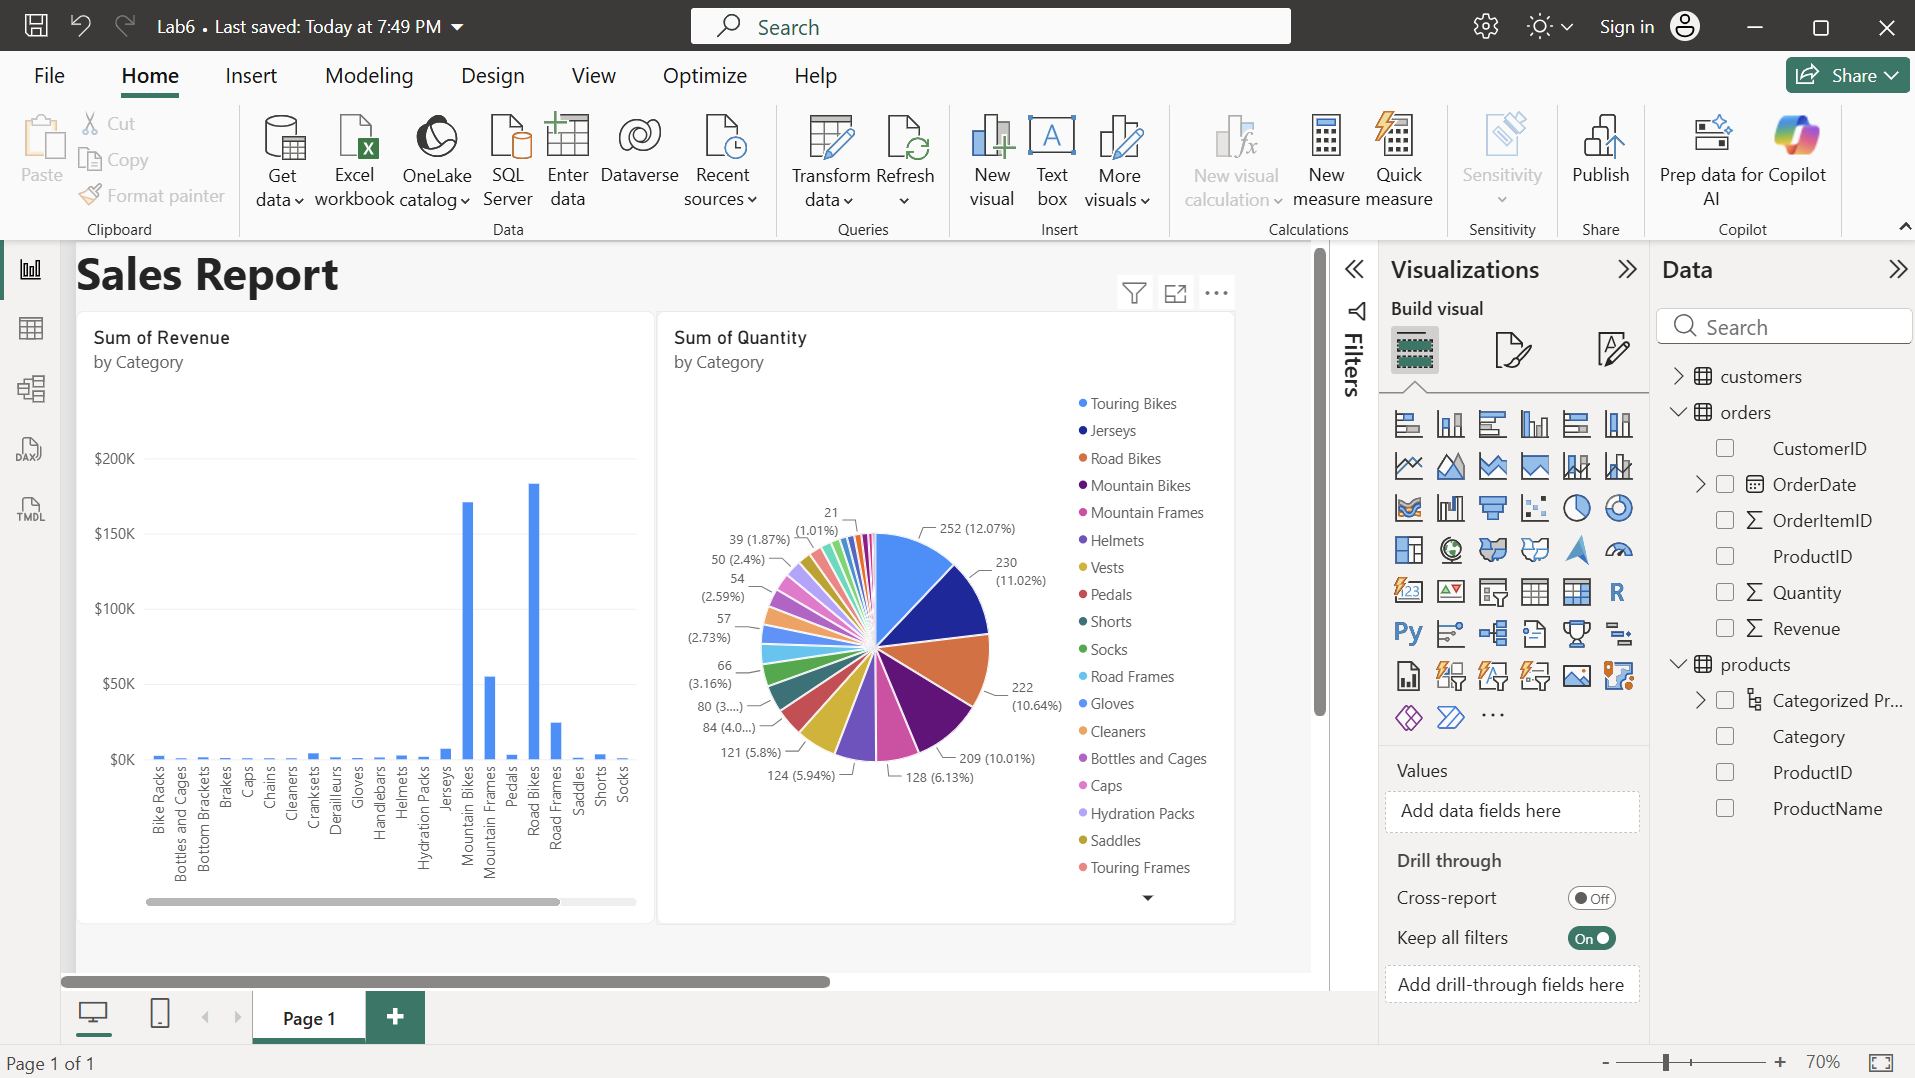 Lab6 • Last saved: Today at 7:49 PM
Search
Sign in
File Home Insert Modeling Design View Optimize Help
Share
Paste
Cut
Copy
Format painter
Clipboard
Get data
Excel workbook
OneLake catalog
SQL Server
Enter data
Dataverse
Recent sources
Data
Transform data
Refresh
Queries
New visual
Text box
More visuals
Insert
New visual calculation
New measure
Quick measure
Calculations
Sensitivity
Sensitivity
Publish
Share
Prep data for AI
Copilot
Copilot
DAX
TMDL
Sales Report
Sum of Revenue
by Category
$200K
$150K
$100K
$50K
$0K
Bike Racks
Bottles and Cages
Bottom Brackets
Brakes
Caps
Chains
Cleaners
Cranksets
Derailleurs
Gloves
Handlebars
Helmets
Hydration Packs
Jerseys
Mountain Bikes
Mountain Frames
Pedals
Road Bikes
Road Frames
Saddles
Shorts
Socks
Sum of Quantity
by Category
252 (12.07%)
230
(11.02%)
222
(10.64%)
209 (10.01%)
128 (6.13%)
124 (5.94%)
121 (5.8%)
84 (4.0...)
80 (3....)
66
(3.16%)
57
(2.73%)
54
(2.59%)
50 (2.4%)
39 (1.87%)
21
(1.01%)
Touring Bikes
Jerseys
Road Bikes
Mountain Bikes
Mountain Frames
Helmets
Vests
Pedals
Shorts
Socks
Road Frames
Gloves
Cleaners
Bottles and Cages
Caps
Hydration Packs
Saddles
Touring Frames
Filters
Visualizations
Build visual
123
R
Py
Values
Add data fields here
Drill through
Cross-report
Off
Keep all filters
On
Add drill-through fields here
Data
Search
customers
orders
CustomerID
OrderDate
OrderItemID
ProductID
Quantity
Revenue
products
Categorized Pr...
Category
ProductID
ProductName
Page 1
Page 1 of 1
- + 70%